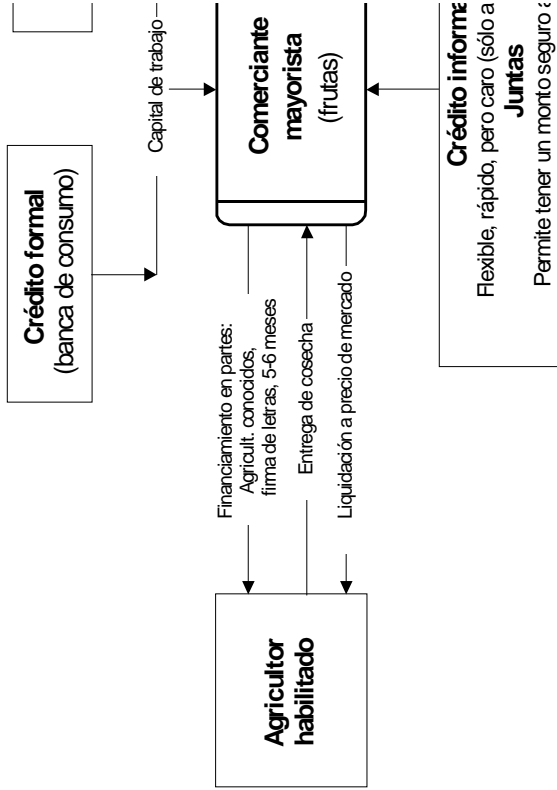 Crédito formal
(banca de consumo)
Capital de trabajo
Comerciante
mayorista
(frutas)
Crédito
Flexible, rápido, pero caro (sólo
Juntas
Permite tener un monto seguro
Financiamiento en partes:
Agricult. conocidos,
firma de letras, 5-6 meses
Entrega de cosecha
Liquidación a precio de mercado
Agricultor
habilitado